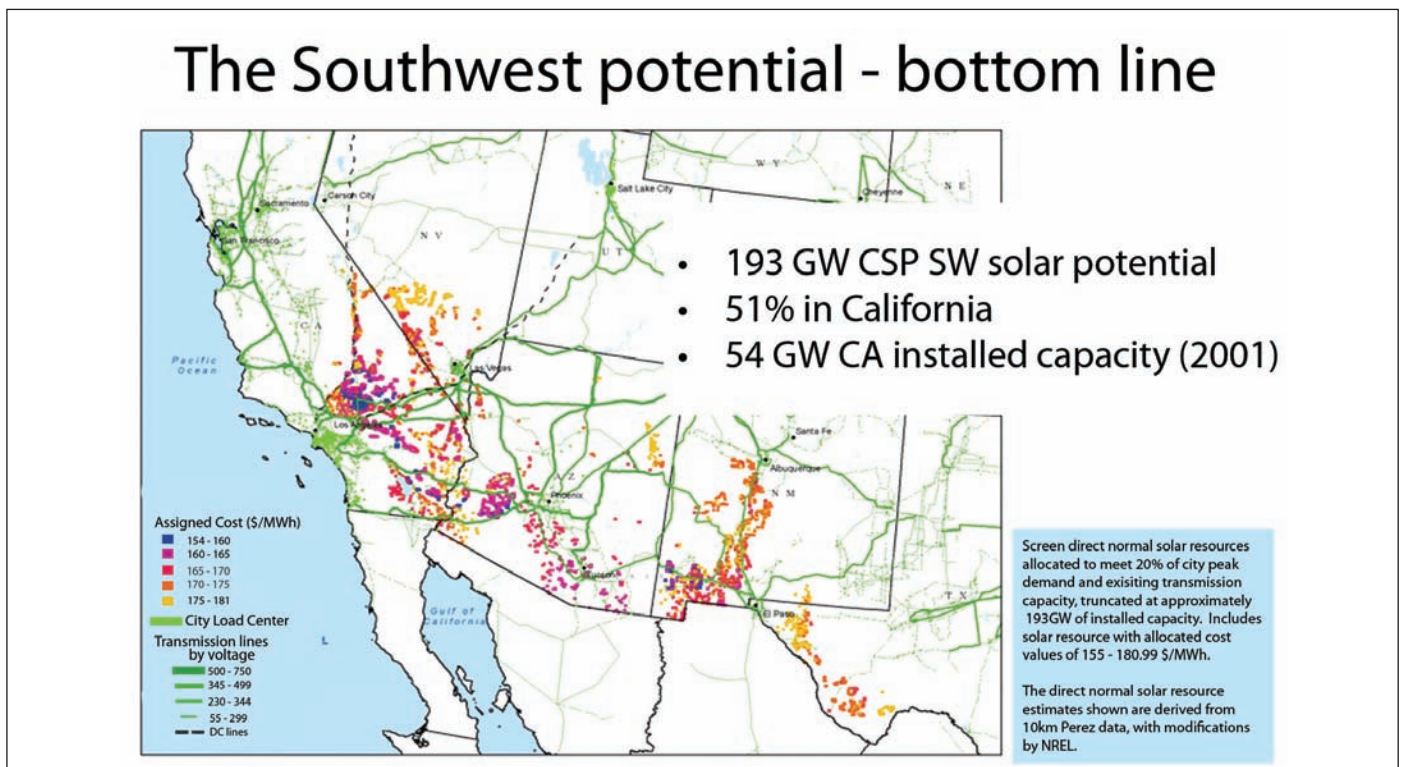 The Southwest potential - bottom line
• 193 GW CSP SW solar potential
• 51% in California
• 54 GW CA installed capacity (2001)
W Y
N E
Cheyenne
Salt Lake City
Carson City
Sacramento
San Francisco
N V
U T
C A
Pacific
Ocean
Las Vegas
Los Angeles
Santa Fe
Albuquerque
N M
A Z
Phoenix
Tucson
El Paso
T X
Gulf of
California
L
Assigned Cost ($/MWh)
154 - 160
160 - 165
165 - 170
170 - 175
175 - 181
City Load Center
Transmission lines
by voltage
500 - 750
345 - 499
230 - 344
55 - 299
DC lines
Screen direct normal solar resources
allocated to meet 20% of city peak
demand and exisiting transmission
capacity, truncated at approximately
193GW of installed capacity. Includes
solar resource with allocated cost
values of 155 - 180.99 $/MWh.
The direct normal solar resource
estimates shown are derived from
10km Perez data, with modifications
by NREL.